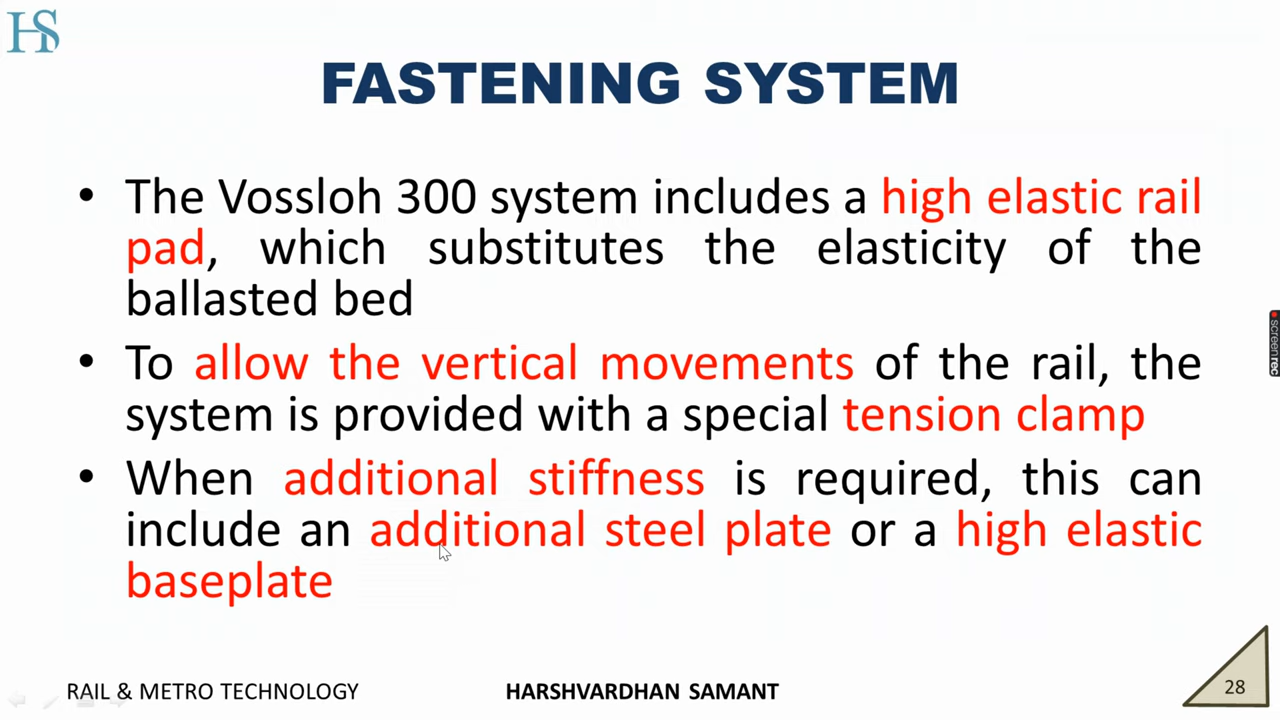 HS
FASTENING SYSTEM
• The Vossloh 300 system includes a high elastic rail
pad, which substitutes the elasticity of the
ballasted bed
• To allow the vertical movements of the rail, the
system is provided with a special tension clamp
• When additional stiffness is required, this can
include an additional steel plate or a high elastic
baseplate
screenrec
RAIL & METRO TECHNOLOGY
HARSHVARDHAN SAMANT
28